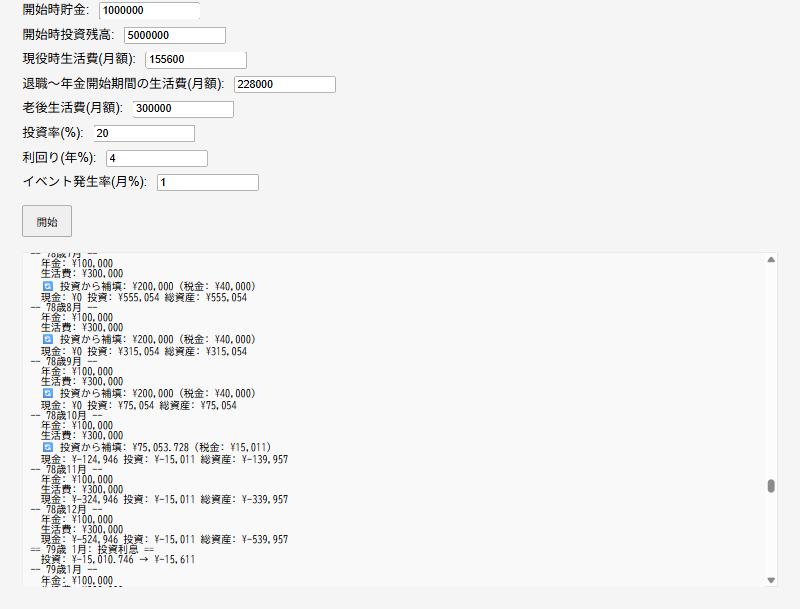 開始時貯金: 1000000
開始時投資残高: 5000000
現役時生活費(月額): 155600
退職～年金開始期間の生活費(月額): 228000
老後生活費(月額): 300000
投資率(%): 20
利回り(年%): 4
イベント発生率(月%): 1
開始
-- 78歳7月 --
年金: ¥100,000
生活費: ¥300,000
🔄 投資から補填: ¥200,000 (税金: ¥40,000)
現金: ¥0 投資: ¥555,054 総資産: ¥555,054
-- 78歳8月 --
年金: ¥100,000
生活費: ¥300,000
🔄 投資から補填: ¥200,000 (税金: ¥40,000)
現金: ¥0 投資: ¥315,054 総資産: ¥315,054
-- 78歳9月 --
年金: ¥100,000
生活費: ¥300,000
🔄 投資から補填: ¥200,000 (税金: ¥40,000)
現金: ¥0 投資: ¥75,054 総資産: ¥75,054
-- 78歳10月 --
年金: ¥100,000
生活費: ¥300,000
🔄 投資から補填: ¥75,053.728 (税金: ¥15,011)
現金: ¥-124,946 投資: ¥-15,011 総資産: ¥-139,957
-- 78歳11月 --
年金: ¥100,000
生活費: ¥300,000
現金: ¥-324,946 投資: ¥-15,011 総資産: ¥-339,957
-- 78歳12月 --
年金: ¥100,000
生活費: ¥300,000
現金: ¥-524,946 投資: ¥-15,011 総資産: ¥-539,957
== 79歳 1月: 投資利息 ==
投資: ¥-15,010.746 → ¥-15,611
-- 79歳1月 --
年金: ¥100,000